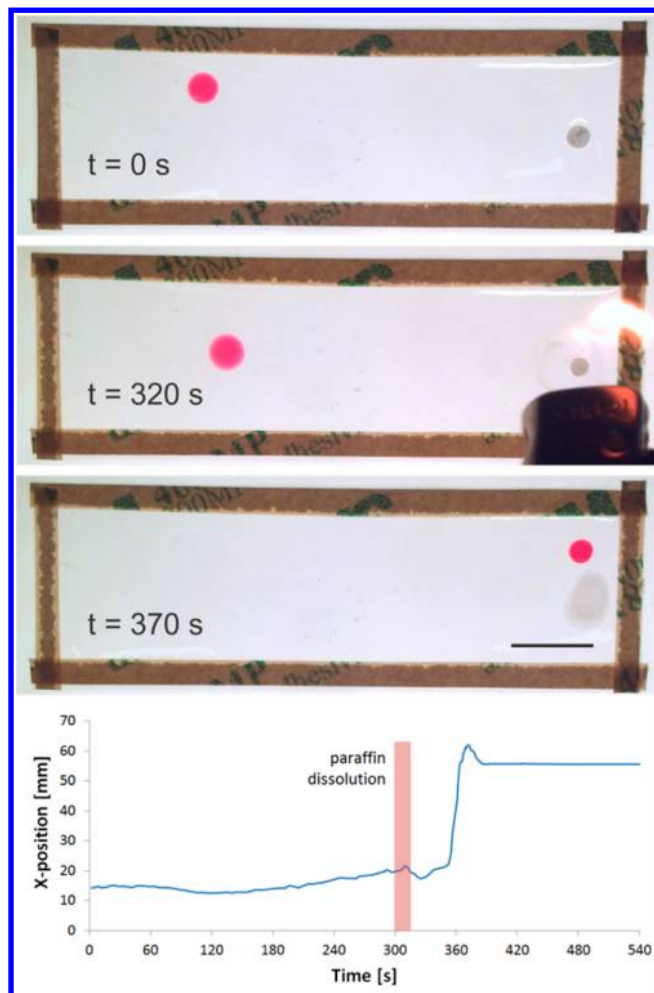 t = 0 s
t = 320 s
t = 370 s
70
60
50
40
30
20
10
0
X-position [mm]
paraffin
dissolution
0 60 120 180 240 300 360 420 480 540
Time [s]